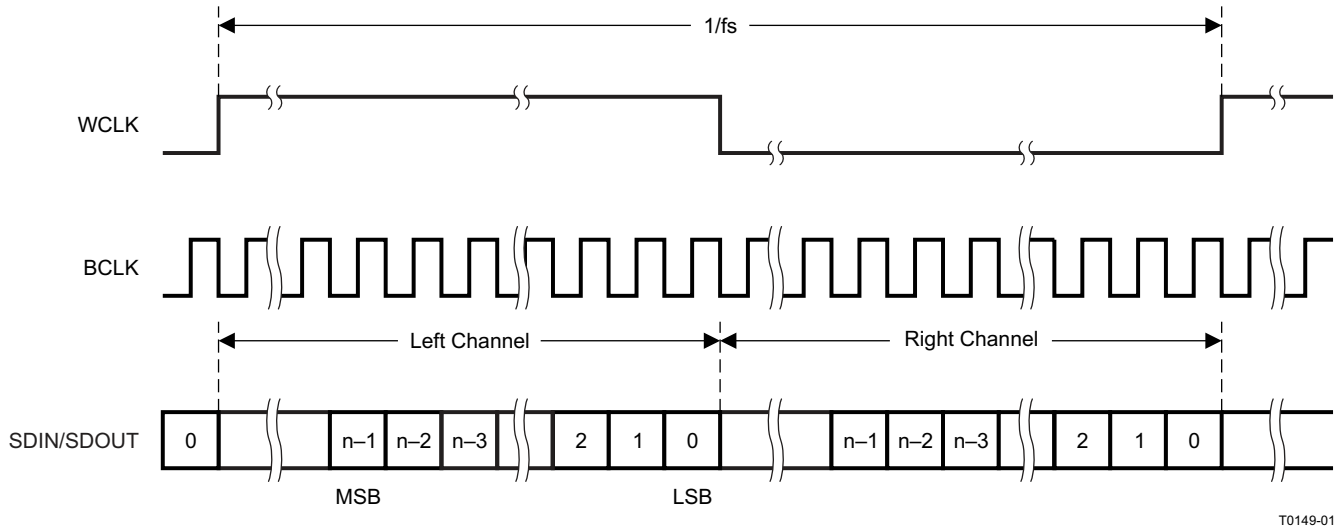 1/fs
WCLK
BCLK
Left Channel Right Channel
SDIN/SDOUT 0 n–1 n–2 n–3 2 1 0 n–1 n–2 n–3 2 1 0
MSB LSB
T0149-01